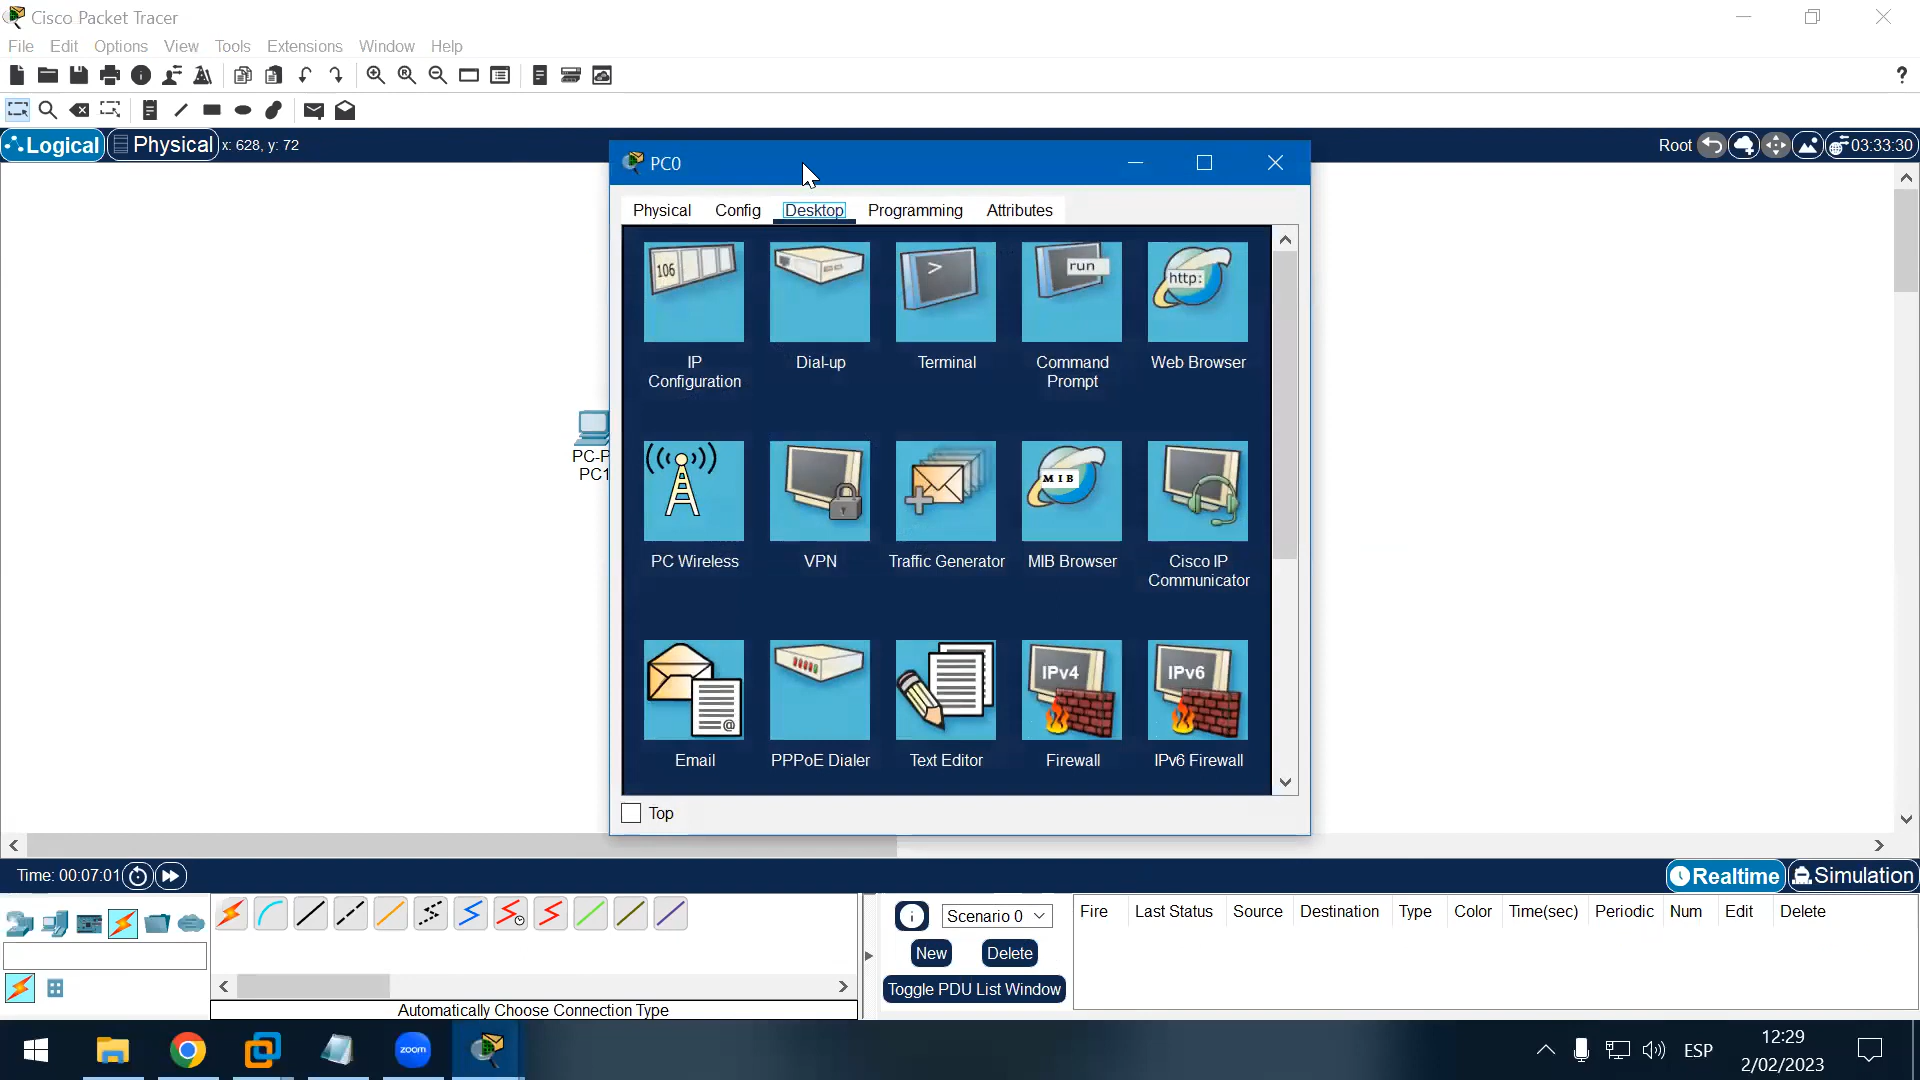 Cisco Packet Tracer
File Edit Options View Tools Extensions Window Help
?
Logical Physical x: 628, y: 72
Root 03:33:30
PC0
Physical Config Desktop Programming Attributes
106
>
run
http:
IP Configuration
Dial-up
Terminal
Command Prompt
Web Browser
MIB
PC Wireless
VPN
Traffic Generator
MIB Browser
Cisco IP Communicator
@
IPv4
IPv6
Email
PPPoE Dialer
Text Editor
Firewall
IPv6 Firewall
PC-P
PC1
Top
Time: 00:07:01
Realtime Simulation
Scenario 0
New Delete
Toggle PDU List Window
Fire Last Status Source Destination Type Color Time(sec) Periodic Num Edit Delete
Automatically Choose Connection Type
zoom
ESP
12:29
2/02/2023